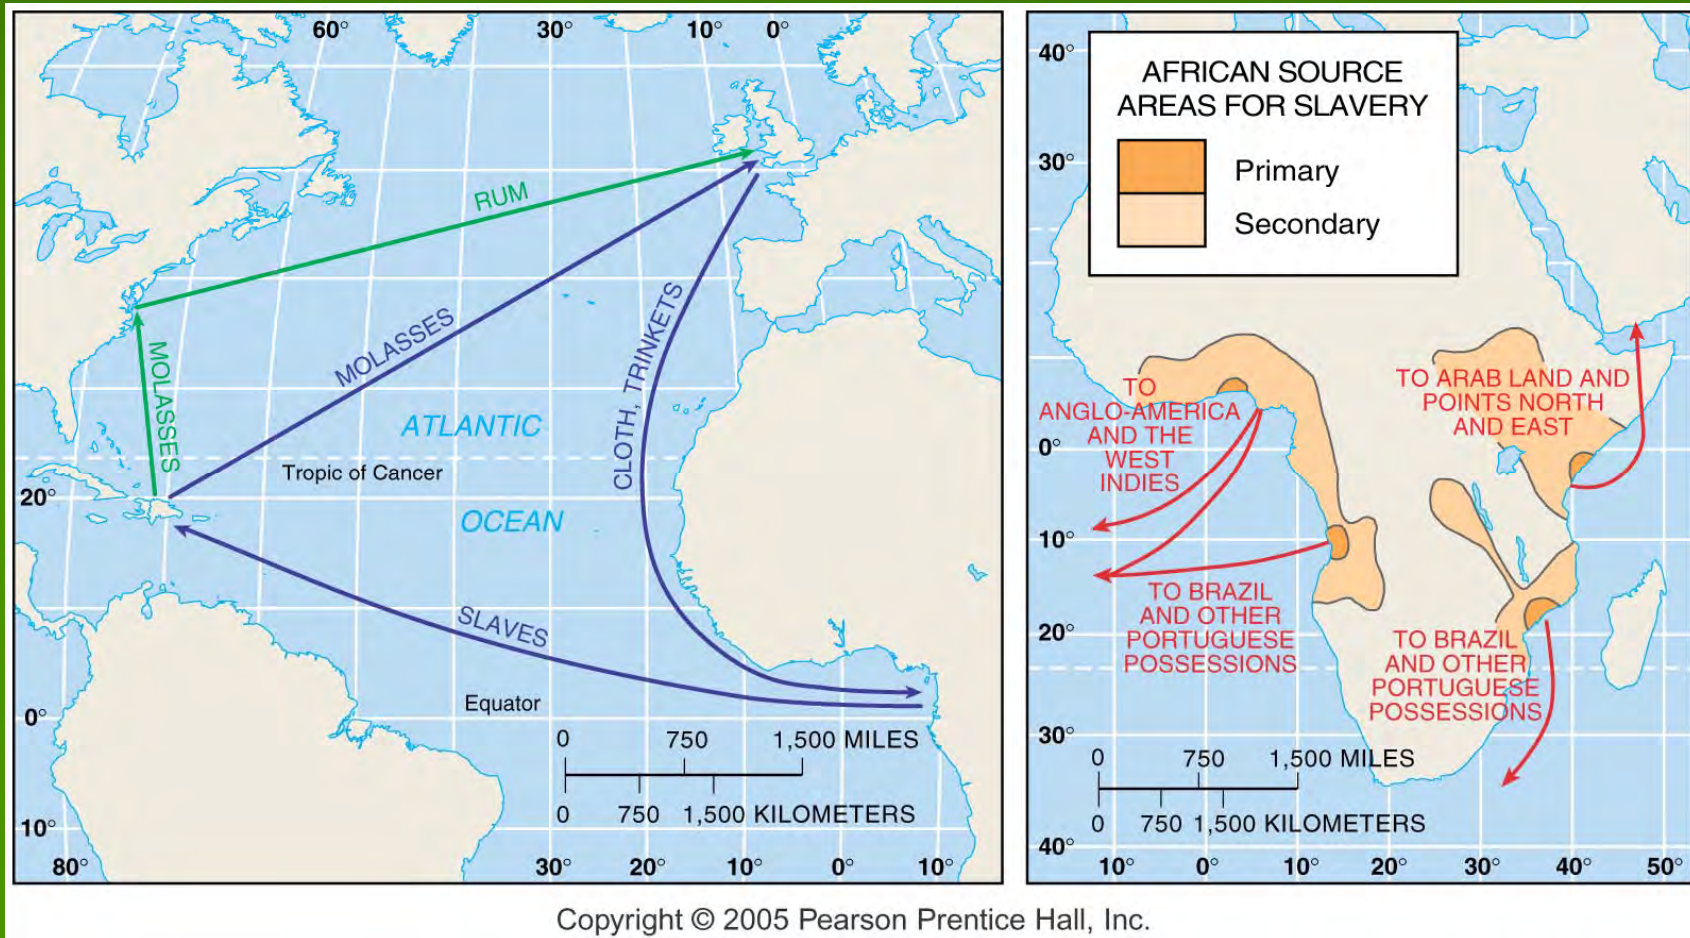 60°
30°
10°
0°
RUM
MOLASSES
MOLASSES
CLOTH, TRINKETS
ATLANTIC
Tropic of Cancer
20°
OCEAN
SLAVES
Equator
0°
0 750 1,500 MILES
0 750 1,500 KILOMETERS
10°
80°
30°
20°
10°
0°
10°
40°
AFRICAN SOURCE
AREAS FOR SLAVERY
Primary
Secondary
30°
TO
ANGLO-AMERICA
AND THE
WEST
INDIES
TO ARAB LAND AND
POINTS NORTH
AND EAST
0°
10°
TO BRAZIL
AND OTHER
PORTUGUESE
POSSESSIONS
20°
TO BRAZIL
AND OTHER
PORTUGUESE
POSSESSIONS
30°
0 750 1,500 MILES
0 750 1,500 KILOMETERS
40°
10°
0°
10°
20°
30°
40°
50°
Copyright © 2005 Pearson Prentice Hall, Inc.